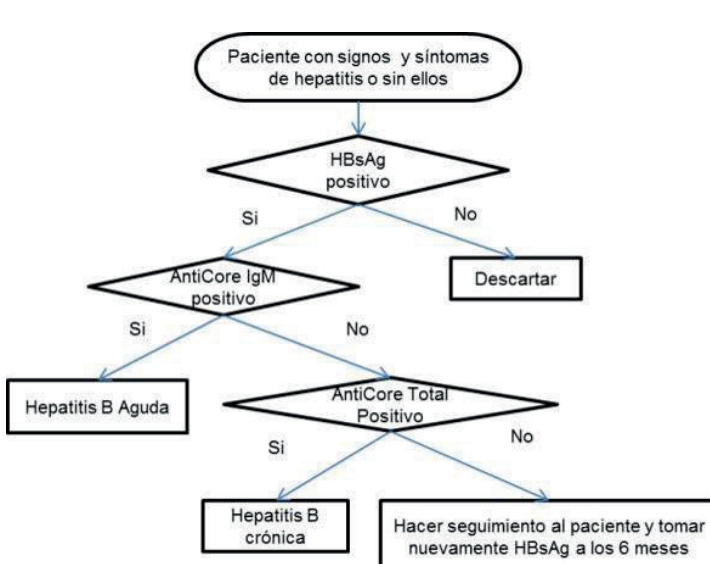 Paciente con signos y síntomas
de hepatitis o sin ellos
HBsAg
positivo
Si
No
AntiCore IgM
positivo
Descartar
Si
No
Hepatitis B Aguda
AntiCore Total
Positivo
Si
No
Hepatitis B
crónica
Hacer seguimiento al paciente y tomar
nuevamente HBsAg a los 6 meses